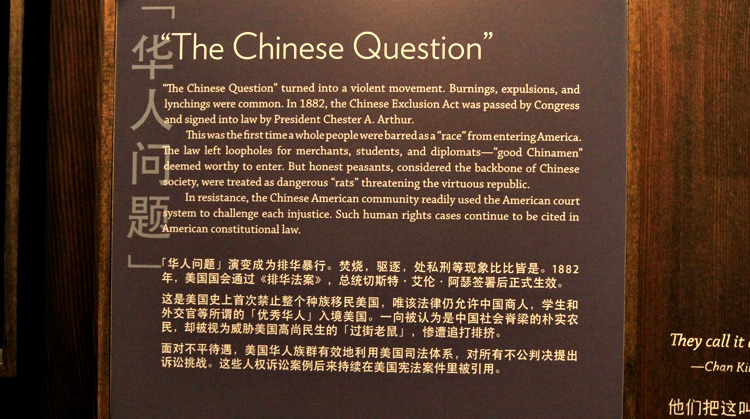 「华人问题」
“The Chinese Question”
“The Chinese Question” turned into a violent movement. Burnings, expulsions, and
lynchings were common. In 1882, the Chinese Exclusion Act was passed by Congress
and signed into law by President Chester A. Arthur.
This was the first time a whole people were barred as a “race” from entering America.
The law left loopholes for merchants, students, and diplomats—“good Chinamen”
deemed worthy to enter. But honest peasants, considered the backbone of Chinese
society, were treated as dangerous “rats” threatening the virtuous republic.
In resistance, the Chinese American community readily used the American court
system to challenge each injustice. Such human rights cases continue to be cited in
American constitutional law.
「华人问题」演变成为排华暴行。焚烧，驱逐，处私刑等现象比比皆是。1882
年，美国国会通过《排华法案》，总统切斯特·艾伦·阿瑟签署后正式生效。
这是美国史上首次禁止整个种族移民美国，唯该法律仍允许中国商人，学生和
外交官等所谓的「优秀华人」入境美国。一向被认为是中国社会脊梁的朴实农
民，却被视为威胁美国高尚民生的「过街老鼠」，惨遭追打排挤。
面对不平待遇，美国华人族群有效地利用美国司法体系，对所有不公判决提出
诉讼挑战。这些人权诉讼案例后来持续在美国宪法案件里被引用。
They call it
—Chan Ki
他们把这叫